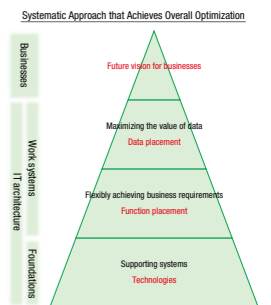 Systematic Approach that Achieves Overall Optimization
Businesses
Future vision for businesses
Maximizing the value of data
Data placement
Work systems
IT architecture
Flexibly achieving business requirements
Function placement
Foundations
Supporting systems
Technologies